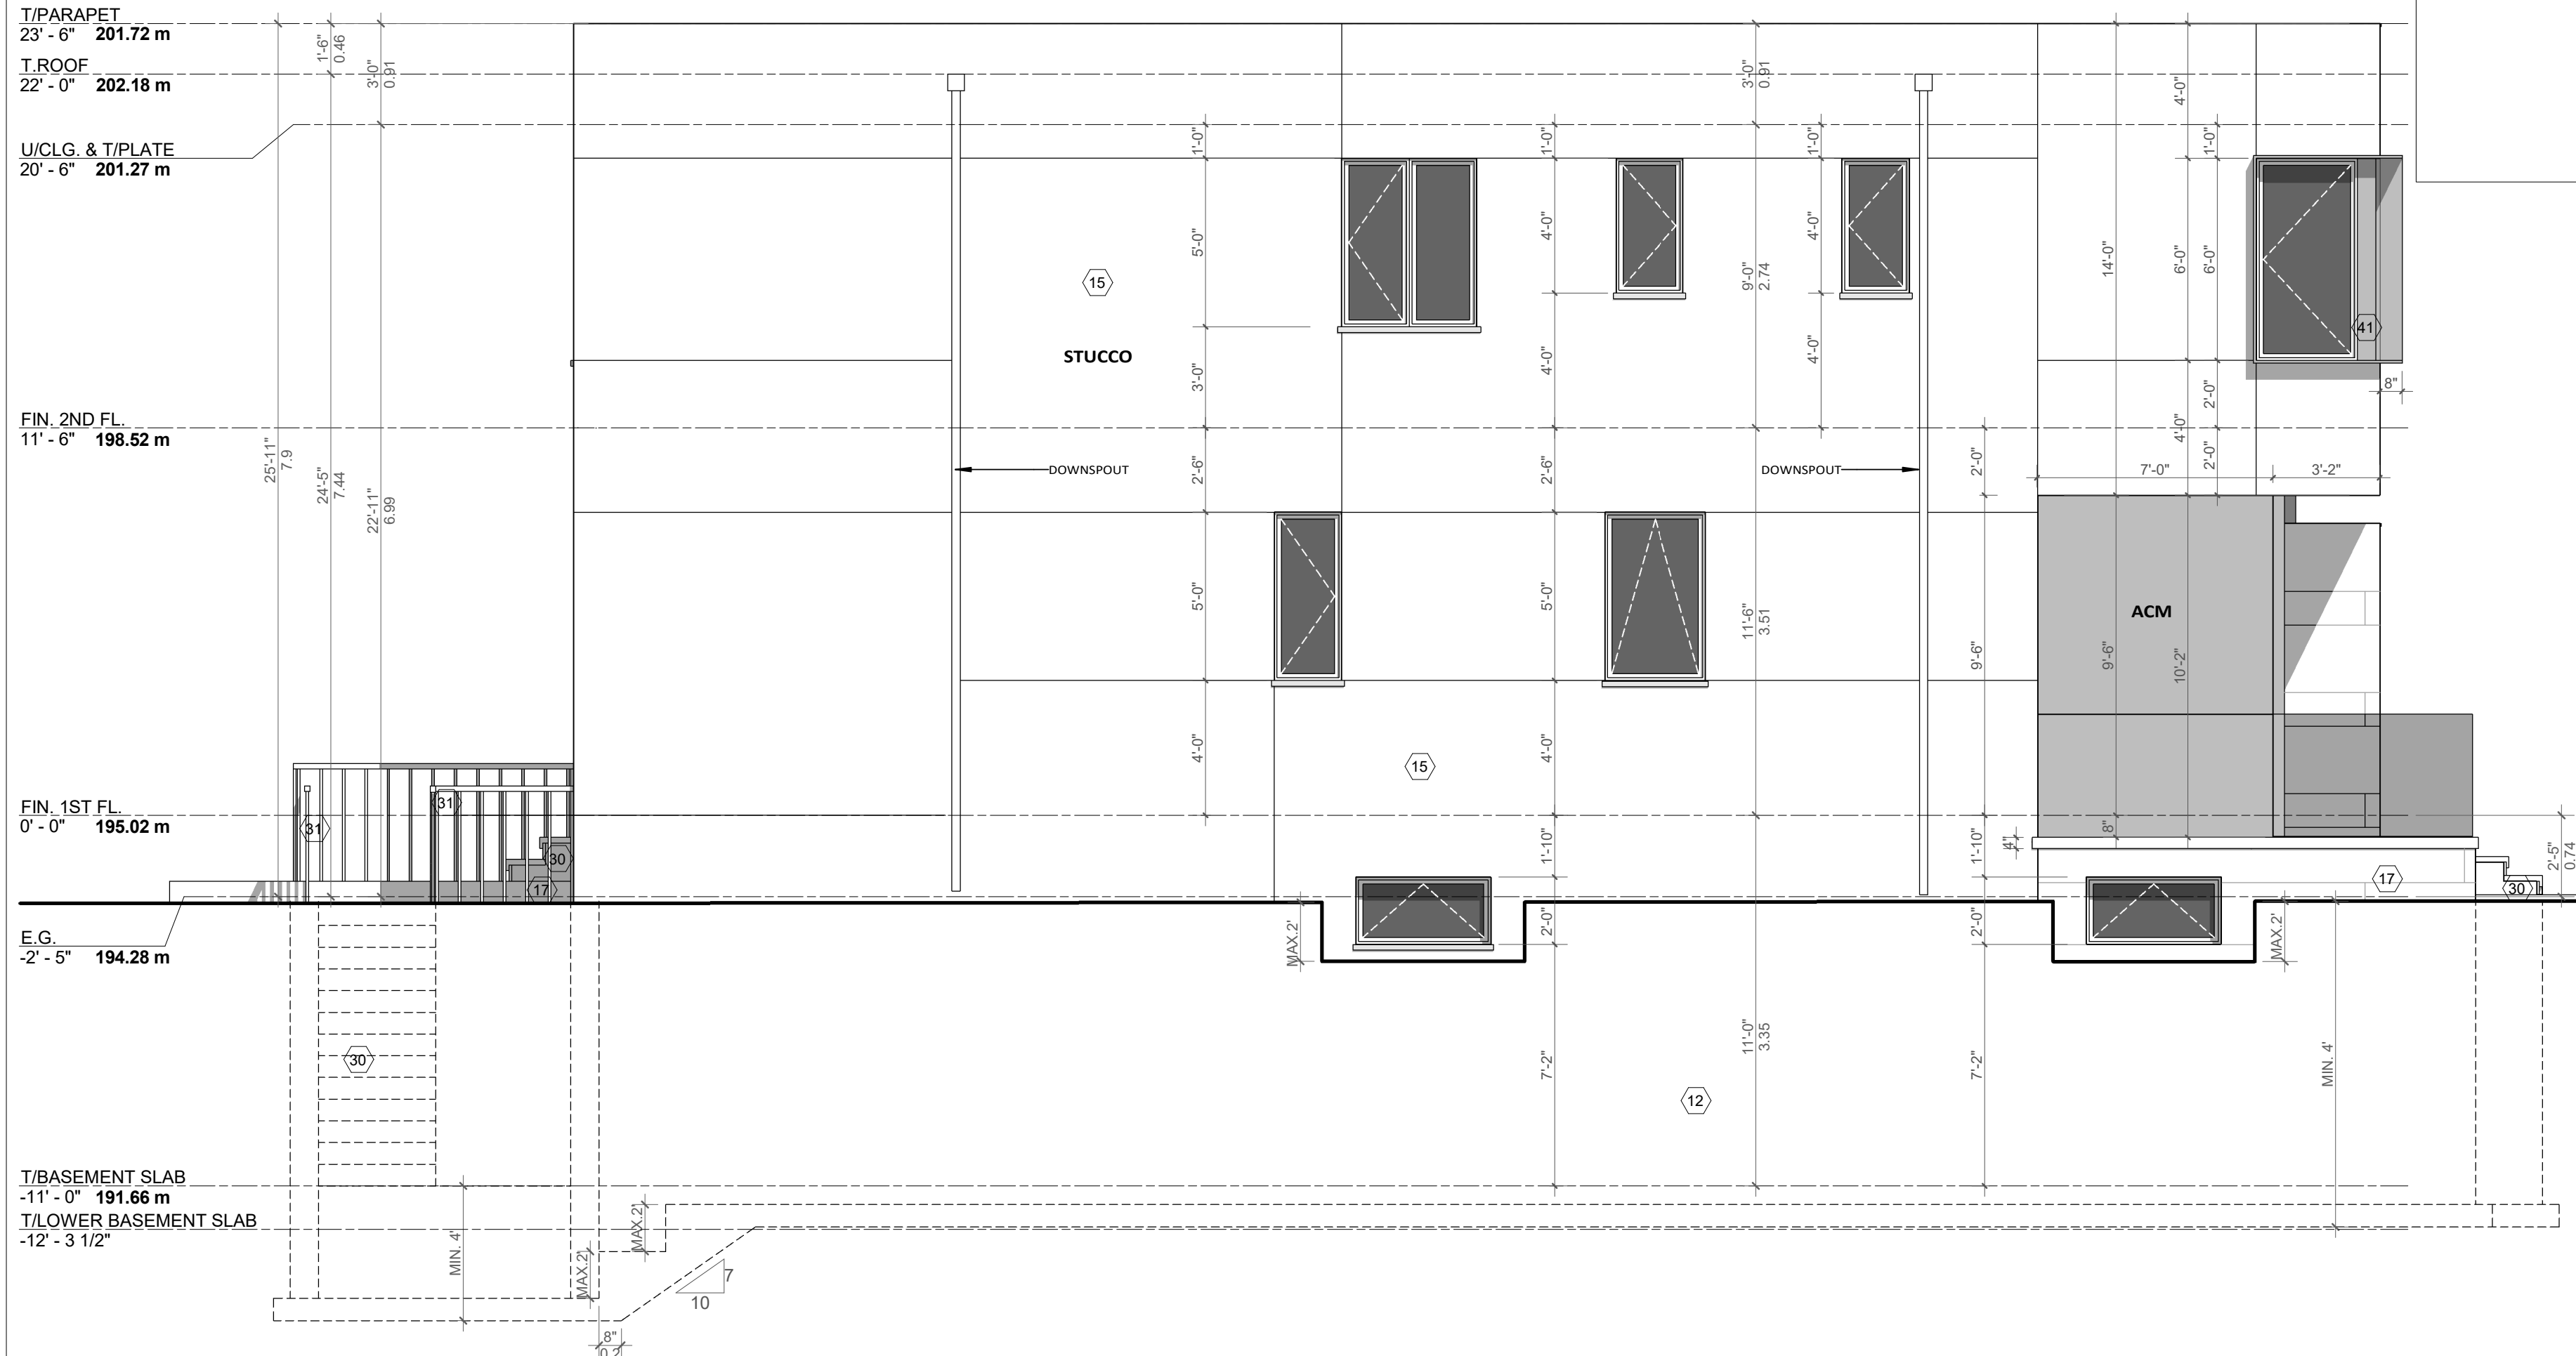 T/PARAPET
23' - 6" 201.72 m
T.ROOF
22' - 0" 202.18 m
U/CLG. & T/PLATE
20' - 6" 201.27 m
FIN. 2ND FL.
11' - 6" 198.52 m
FIN. 1ST FL.
0' - 0" 195.02 m
E.G.
-2' - 5" 194.28 m
T/BASEMENT SLAB
-11' - 0" 191.66 m
T/LOWER BASEMENT SLAB
-12' - 3 1/2"
25'-11"
7.9
1'-6"
0.46
24'-5"
7.44
3'-0"
0.91
22'-11"
6.99
31
31
30
17
30
MIN. 4'
MAX.2'
MAX.2'
8"
0.2
7
10
15
STUCCO
DOWNSPOUT
1'-0"
5'-0"
3'-0"
2'-6"
5'-0"
4'-0"
MAX.2'
15
1'-0"
4'-0"
4'-0"
2'-6"
5'-0"
4'-0"
1'-10"
2'-0"
7'-2"
12
3'-0"
0.91
9'-0"
2.74
11'-6"
3.51
11'-0"
3.35
1'-0"
4'-0"
4'-0"
DOWNSPOUT
2'-0"
9'-6"
1'-10"
2'-0"
7'-2"
4"
14'-0"
9'-6"
8"
4'-0"
6'-0"
4'-0"
10'-2"
1'-0"
6'-0"
2'-0"
2'-0"
41
8"
7'-0"
3'-2"
ACM
17
30
2'-5"
0.74
MAX.2'
MIN. 4'